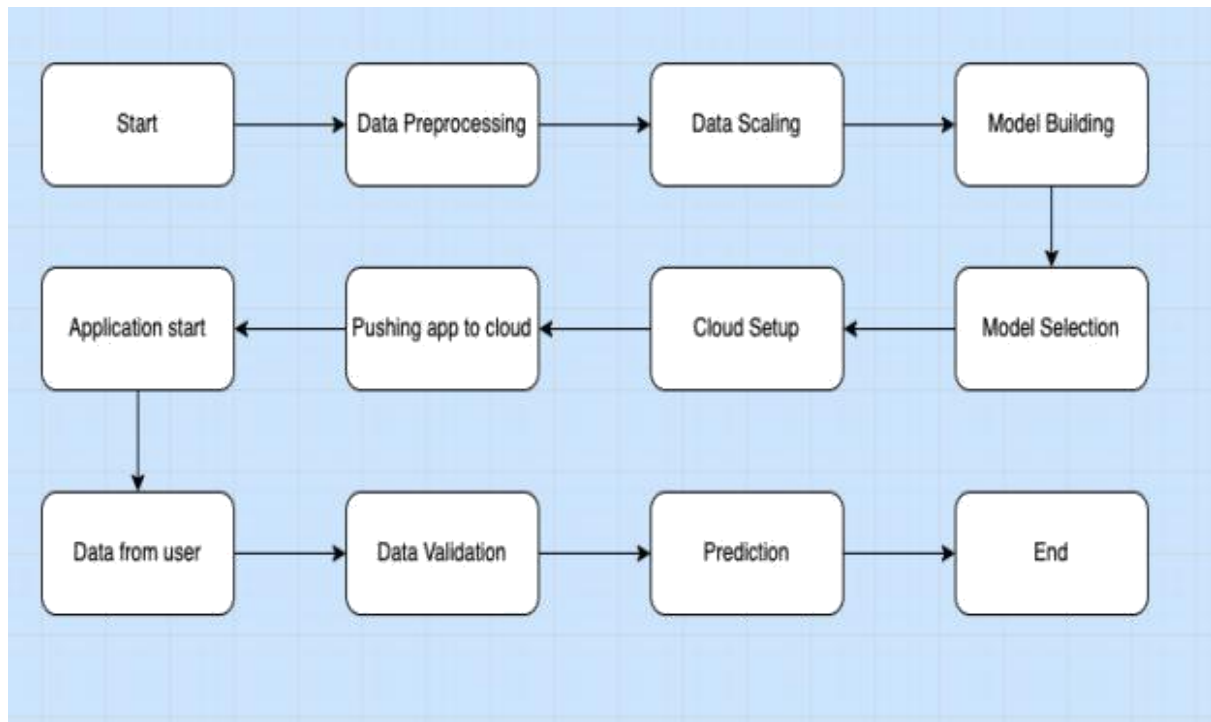 Start
Data Preprocessing
Data Scaling
Model Building
Application start
Pushing app to cloud
Cloud Setup
Model Selection
Data from user
Data Validation
Prediction
End